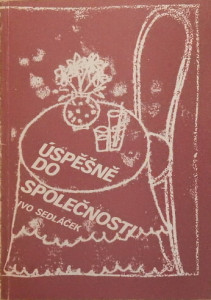 ÚSPĚŠNĚ
DO
SPOLEČNOSTI
IVO SEDLÁČEK